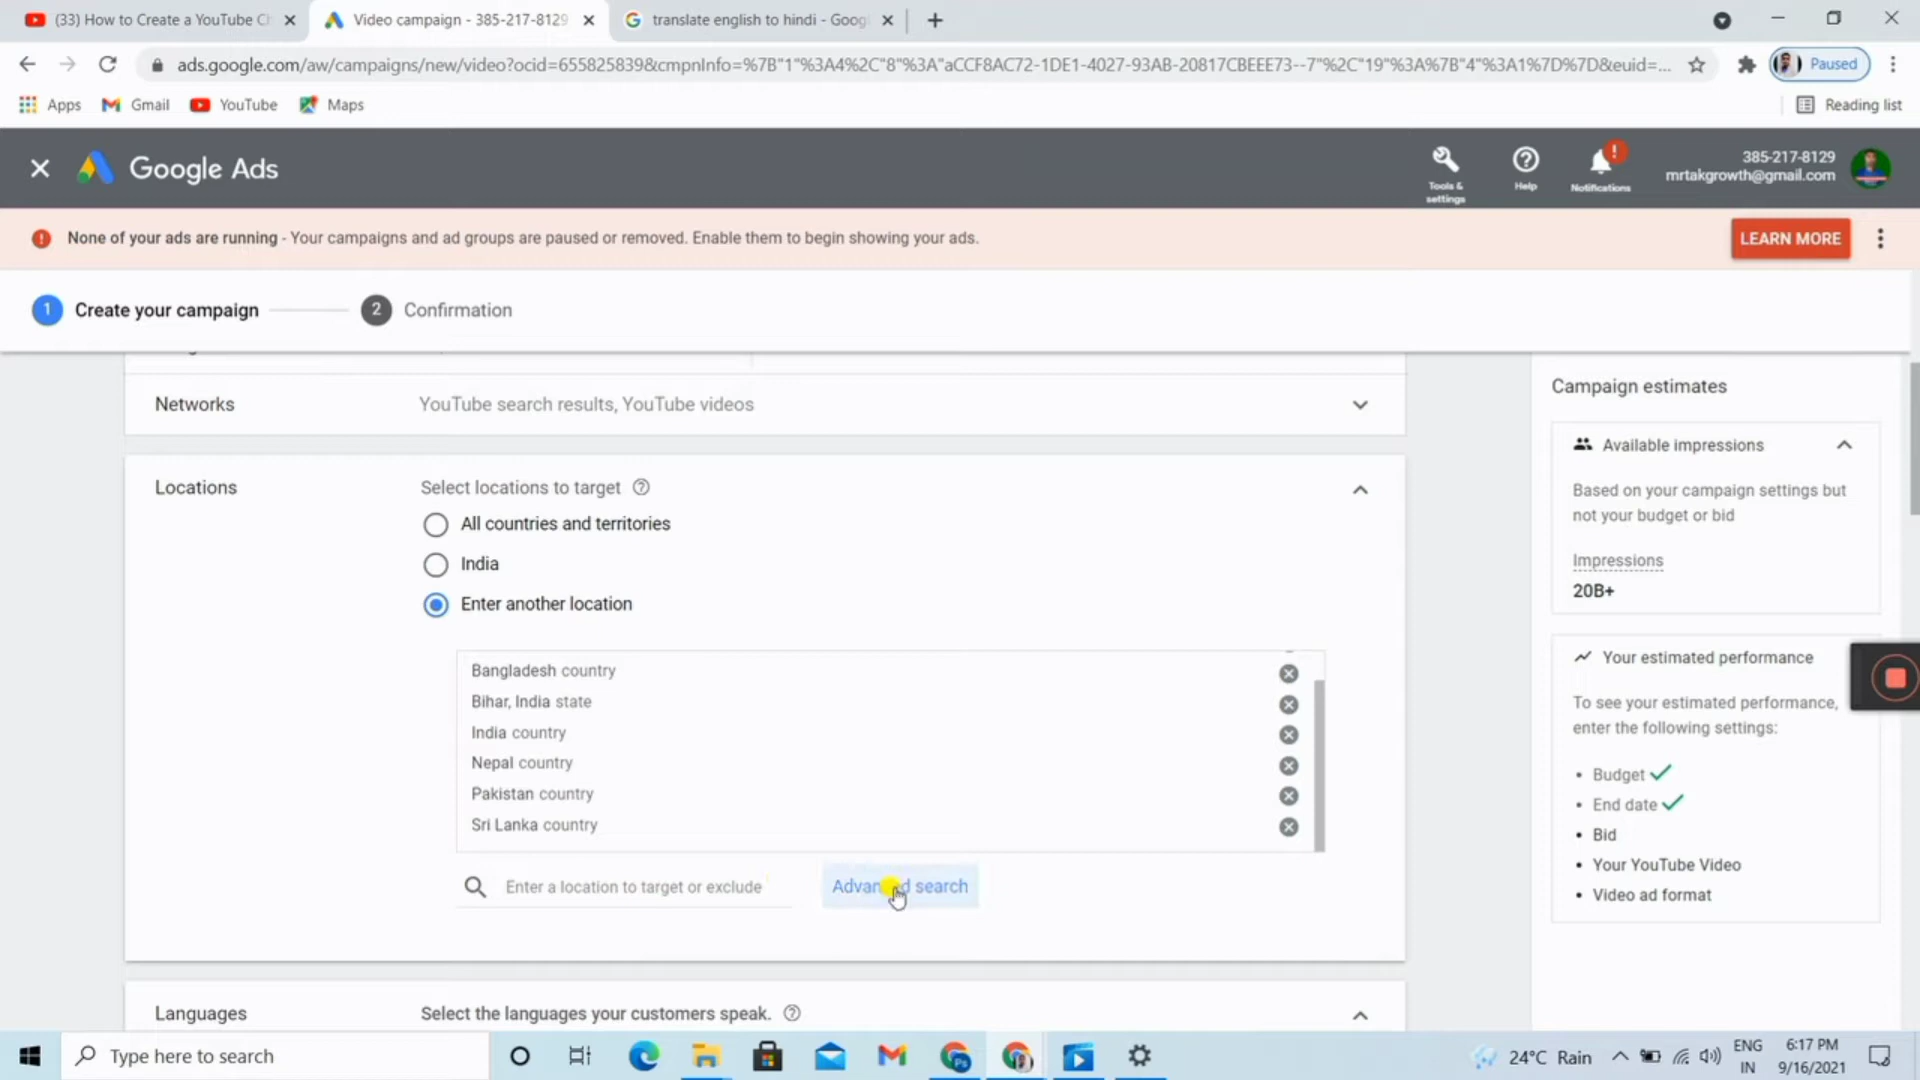 (33) How to Create a YouTube Ch
Video campaign - 385-217-8129
translate english to hindi - Googl
ads.google.com/aw/campaigns/new/video?ocid=655825839&cmpnInfo=%7B"1"%3A4%2C"8"%3A"aCCF8AC72-1DE1-4027-93AB-20817CBEEE73--7"%2C"19"%3A%7B"4"%3A1%7D%7D&euid=...
Paused
Apps
Gmail
YouTube
Maps
Reading list
Google Ads
Tools & settings
Help
Notifications
385-217-8129
mrtakgrowth@gmail.com
None of your ads are running - Your campaigns and ad groups are paused or removed. Enable them to begin showing your ads.
LEARN MORE
1 Create your campaign
2 Confirmation
Networks
YouTube search results, YouTube videos
Locations
Select locations to target
All countries and territories
India
Enter another location
Bangladesh country
Bihar, India state
India country
Nepal country
Pakistan country
Sri Lanka country
Enter a location to target or exclude
Advanced search
Languages
Select the languages your customers speak.
Campaign estimates
Available impressions
Based on your campaign settings but
not your budget or bid
Impressions
20B+
Your estimated performance
To see your estimated performance,
enter the following settings:
• Budget
• End date
• Bid
• Your YouTube Video
• Video ad format
Type here to search
24°C Rain
ENG
IN
6:17 PM
9/16/2021